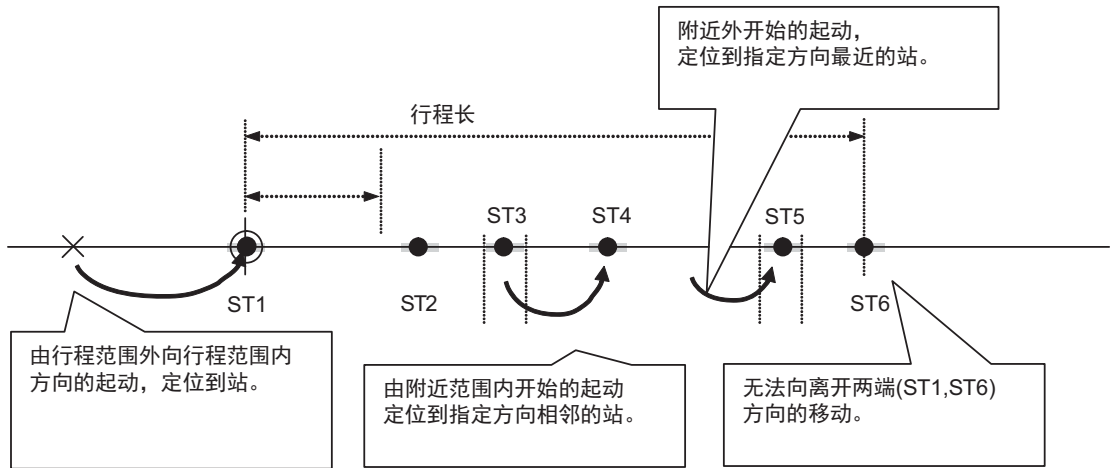 附近外开始的起动，
定位到指定方向最近的站。
行程长
ST3
ST4
ST5
ST1
ST2
ST6
由行程范围外向行程范围内
方向的起动，定位到站。
由附近范围内开始的起动
定位到指定方向相邻的站。
无法向离开两端(ST1,ST6)
方向的移动。